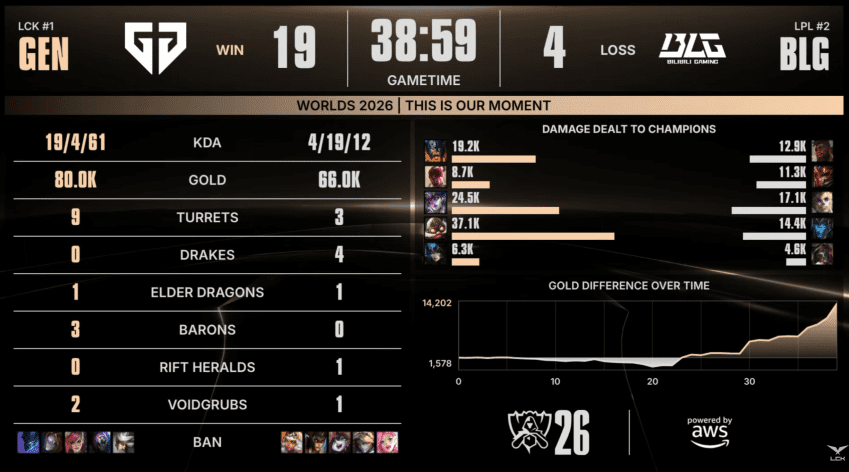 LCK #1
GEN
WIN
19
38:59
GAMETIME
4
LOSS
BLG
BILIBILI GAMING
LPL #2
BLG
WORLDS 2026 | THIS IS OUR MOMENT
19/4/61 KDA 4/19/12
80.0K GOLD 66.0K
9 TURRETS 3
0 DRAKES 4
1 ELDER DRAGONS 1
3 BARONS 0
0 RIFT HERALDS 1
2 VOIDGRUBS 1
BAN
DAMAGE DEALT TO CHAMPIONS
19.2K 12.9K
8.7K 11.3K
24.5K 17.1K
37.1K 14.4K
6.3K 4.6K
GOLD DIFFERENCE OVER TIME
14,202
1,578
0 10 20 30
26
powered by
aws
LCK